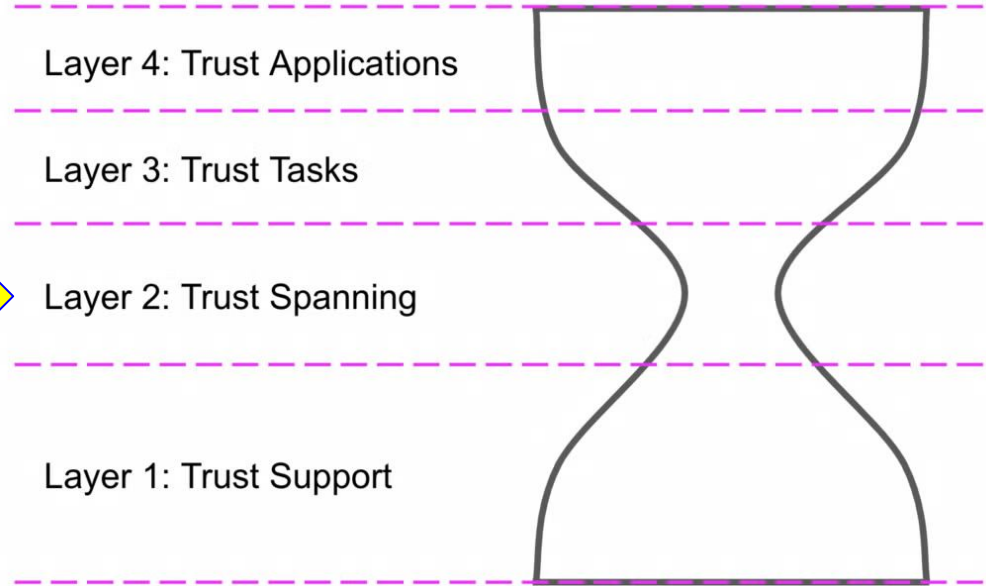 Layer 4: Trust Applications
Layer 3: Trust Tasks
Layer 2: Trust Spanning
Layer 1: Trust Support